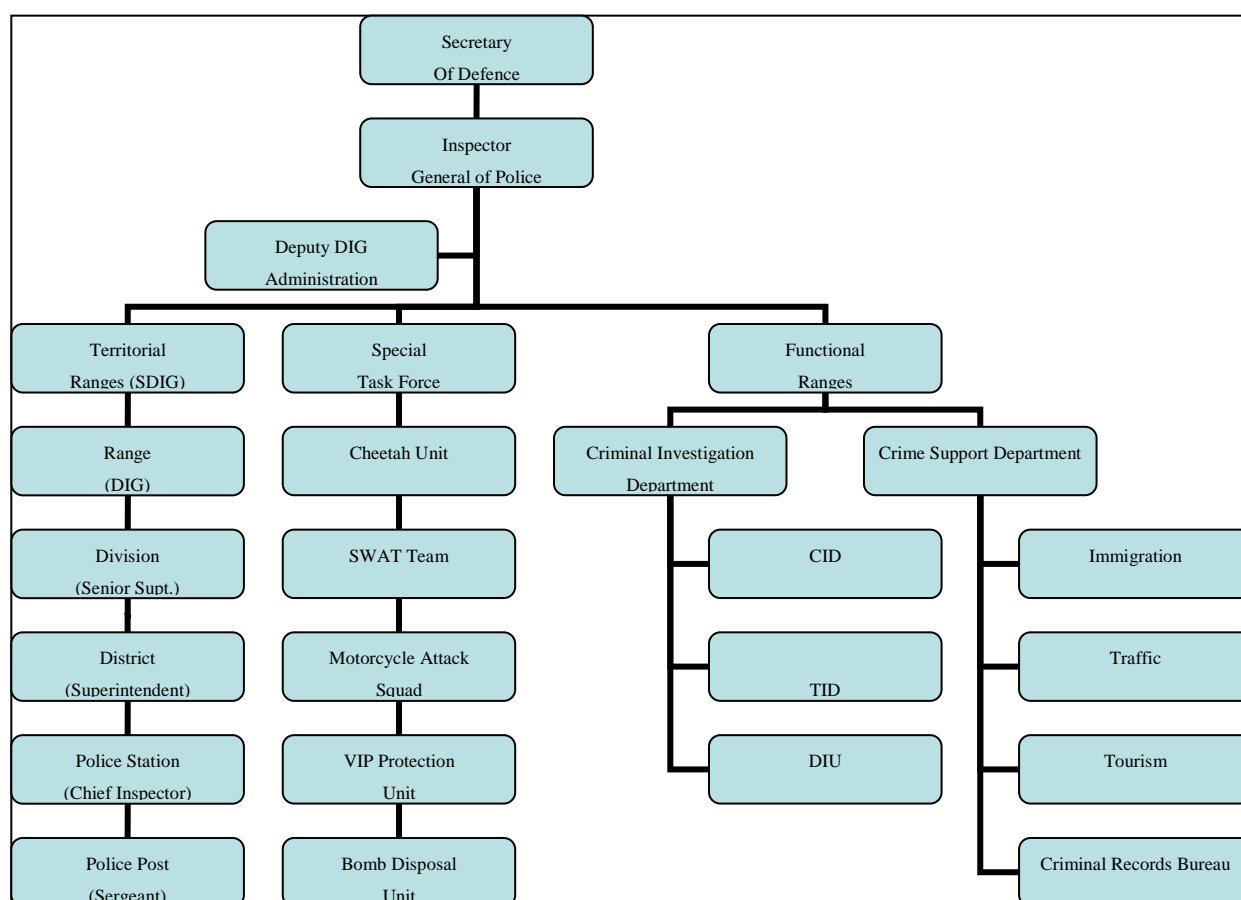 Secretary
Of Defence
Inspector
General of Police
Deputy DIG
Administration
Territorial
Ranges (SDIG)
Special
Task Force
Functional
Ranges
Range
(DIG)
Cheetah Unit
Criminal Investigation
Department
Crime Support Department
Division
(Senior Supt.)
SWAT Team
CID
Immigration
District
(Superintendent)
Motorcycle Attack
Squad
TID
Traffic
Police Station
(Chief Inspector)
VIP Protection
Unit
DIU
Tourism
Police Post
(Sergeant)
Bomb Disposal
Unit
Criminal Records Bureau